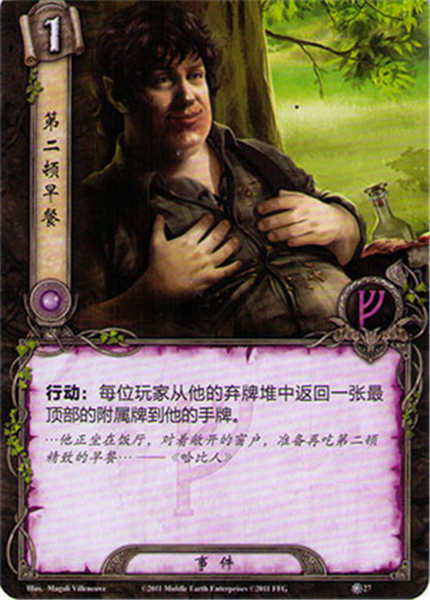 1
第二顿早餐
行动：每位玩家从他的弃牌堆中返回一张最
顶部的附属牌到他的手牌。
…他正坐在饭厅，对着敞开的窗户，准备再吃第二顿
精致的早餐… ——《哈比人》
事件
Illus. Magali Villeneuve ©2011 Middle Earth Enterprises ©2011 FFG 27